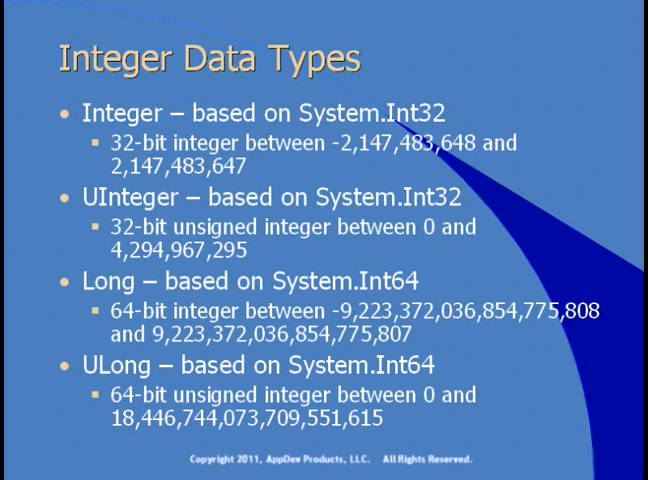 Integer Data Types
• Integer – based on System.Int32
▪ 32-bit integer between -2,147,483,648 and
2,147,483,647
• UInteger – based on System.Int32
▪ 32-bit unsigned integer between 0 and
4,294,967,295
• Long – based on System.Int64
▪ 64-bit integer between -9,223,372,036,854,775,808
and 9,223,372,036,854,775,807
• ULong – based on System.Int64
▪ 64-bit unsigned integer between 0 and
18,446,744,073,709,551,615
Copyright 2011, AppDev Products, LLC. All Rights Reserved.